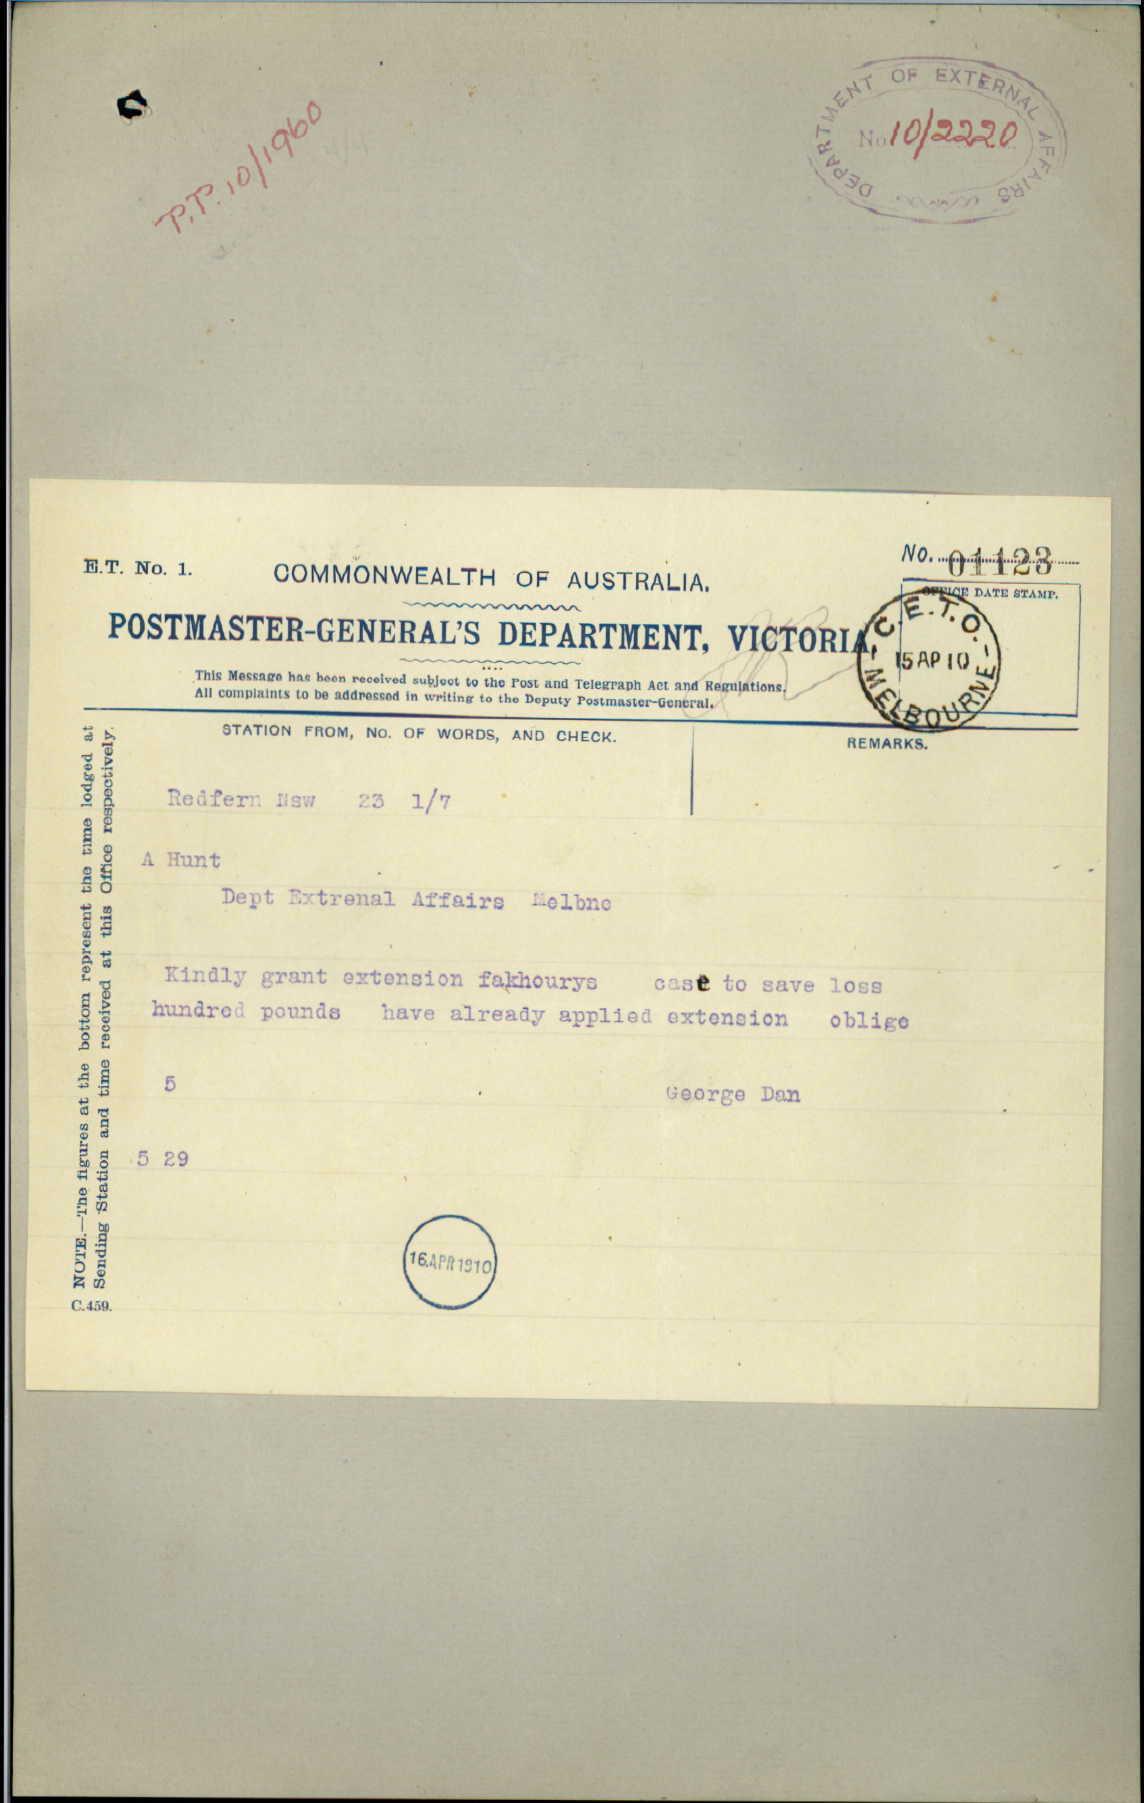 P.P. 10/1960
DEPARTMENT OF EXTERNAL AFFAIRS
No 10/2220
E.T. No. 1.
No. 01123
COMMONWEALTH OF AUSTRALIA.
OFFICE DATE STAMP.
POSTMASTER-GENERAL'S DEPARTMENT, VICTORIA.
C.E.T.O.
15 AP 10
MELBOURNE
This Message has been received subject to the Post and Telegraph Act and Regulations.
All complaints to be addressed in writing to the Deputy Postmaster-General.
STATION FROM, No. OF WORDS, AND CHECK.
REMARKS.
Redfern Nsw 23 1/7
A Hunt
Dept Extrenal Affairs Melbne
Kindly grant extension fakhourys case to save loss
hundred pounds have already applied extension oblige
5 George Dan
5 29
16 APR 1910
NOTE.—The figures at the bottom represent the time lodged at
Sending Station and time received at this Office respectively.
C.459.